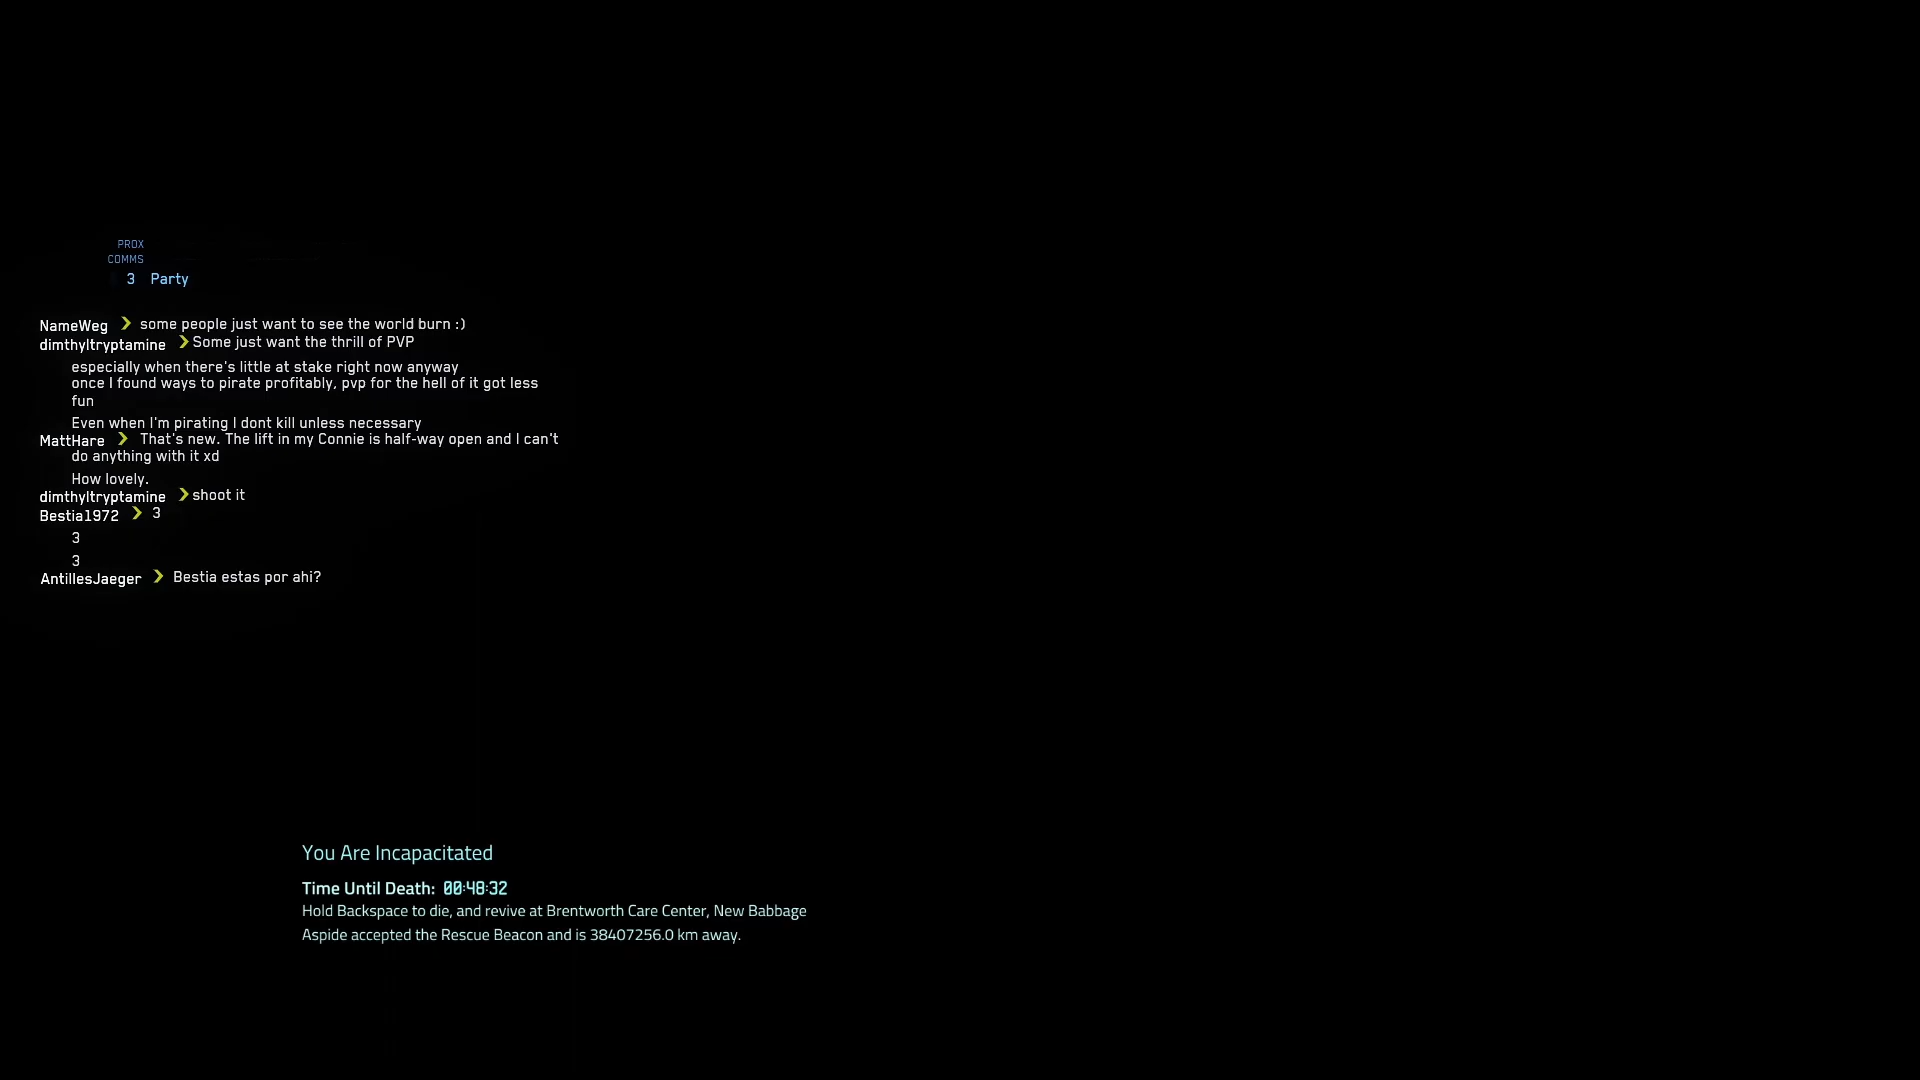 PROX
COMMS
3 Party
NameWeg > some people just want to see the world burn :)
dimthyltryptamine > Some just want the thrill of PVP
especially when there's little at stake right now anyway
once I found ways to pirate profitably, pvp for the hell of it got less
fun
Even when I'm pirating I dont kill unless necessary
MattHare > That's new. The lift in my Connie is half-way open and I can't
do anything with it xd
How lovely.
dimthyltryptamine > shoot it
Bestia1972 > 3
3
3
AntillesJaeger > Bestia estas por ahi?
You Are Incapacitated
Time Until Death: 00:48:32
Hold Backspace to die, and revive at Brentworth Care Center, New Babbage
Aspide accepted the Rescue Beacon and is 38407256.0 km away.